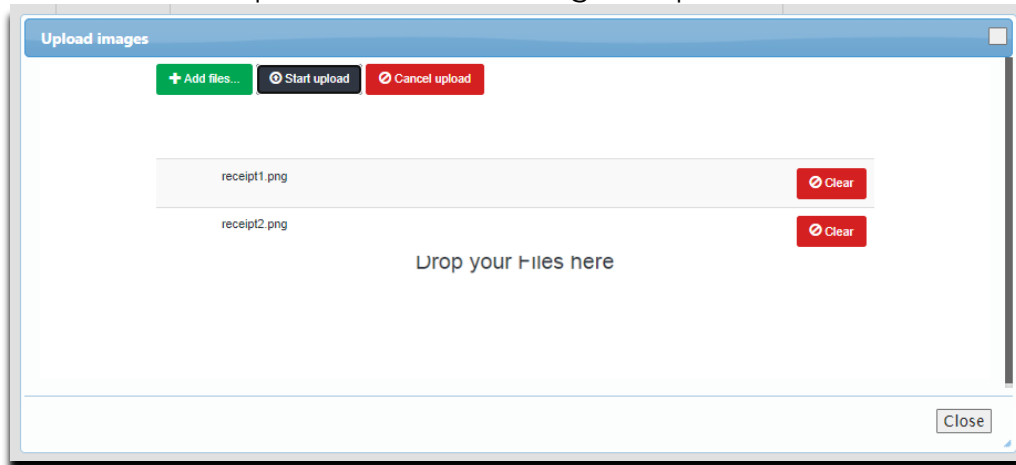 Upload images
Add files... Start upload Cancel upload
receipt1.png Clear
receipt2.png Clear
Drop your Files here
Close